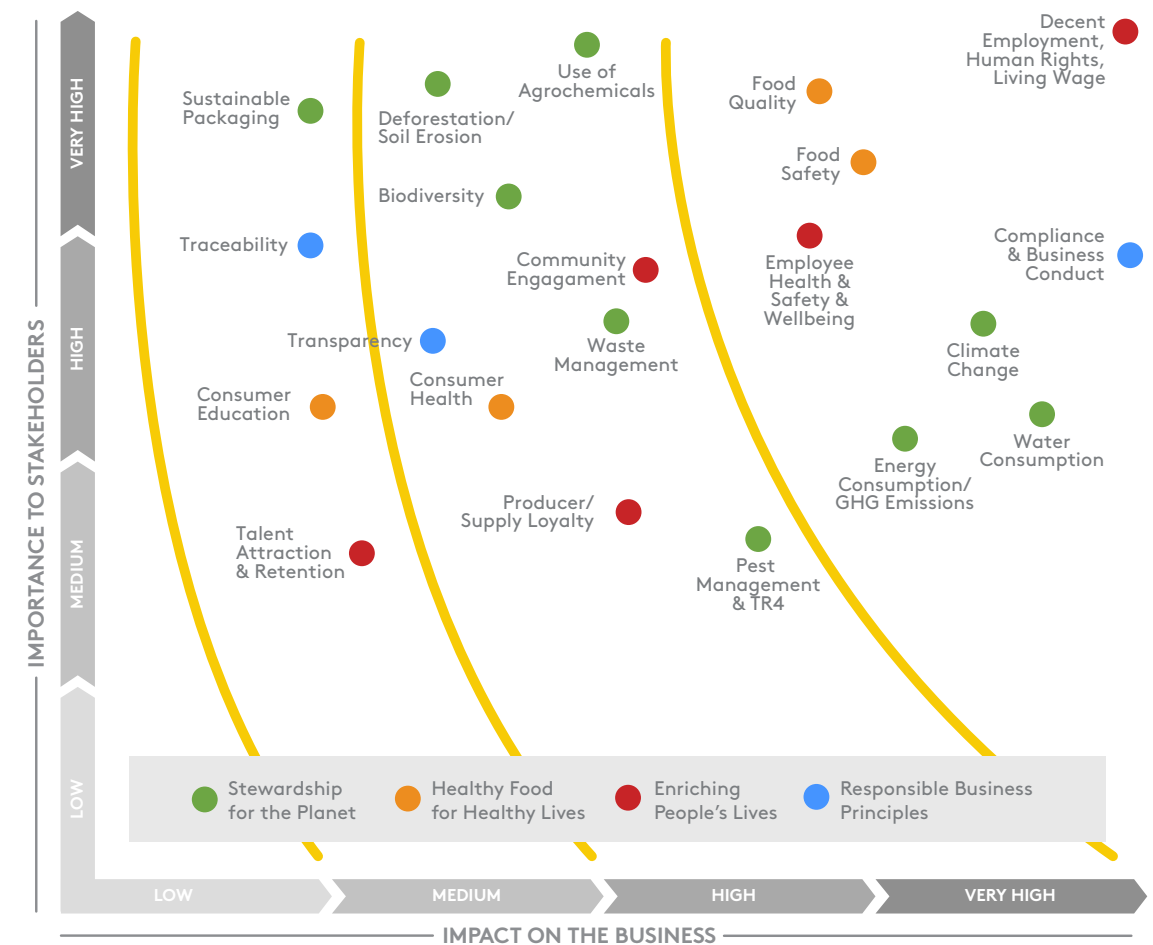 Decent
Employment,
Human Rights,
Living Wage
Use of
Agrochemicals
Food
Quality
Sustainable
Packaging
Deforestation/
Soil Erosion
Food
Safety
Biodiversity
Traceability
Community
Engagament
Employee
Health &
Safety &
Wellbeing
Compliance
& Business
Conduct
Transparency
Waste
Management
Climate
Change
Consumer
Education
Consumer
Health
Water
Consumption
Energy
Consumption/
GHG Emissions
Producer/
Supply Loyalty
Talent
Attraction
& Retention
Pest
Management
& TR4
IMPORTANCE TO STAKEHOLDERS
VERY HIGH
HIGH
MEDIUM
LOW
Stewardship
for the Planet
Healthy Food
for Healthy Lives
Enriching
People's Lives
Responsible Business
Principles
LOW
MEDIUM
HIGH
VERY HIGH
IMPACT ON THE BUSINESS